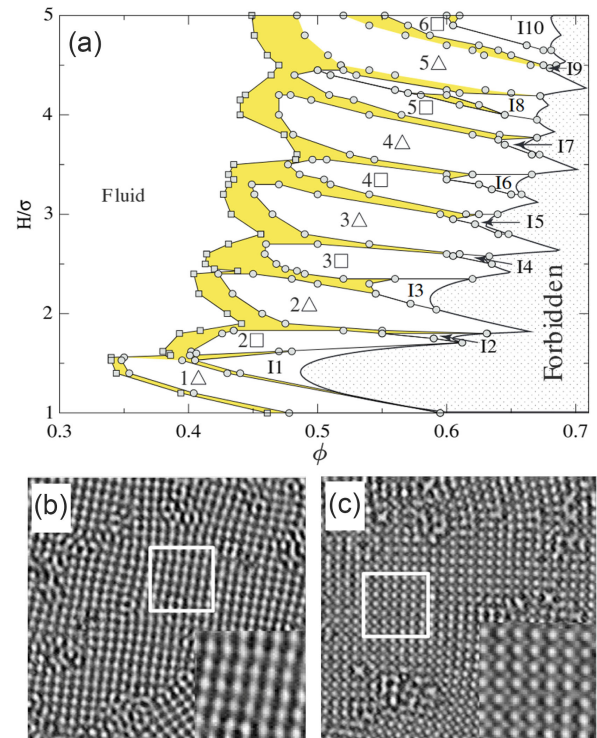 (a)
5
4
3
2
1
H/σ
0.3
0.4
0.5
0.6
0.7
ϕ
Fluid
Forbidden
6□
I10
5△
I9
I8
5□
4△
I7
4□
I6
3△
I5
3□
I4
I3
2△
2□
I2
I1
1△
(b)
(c)